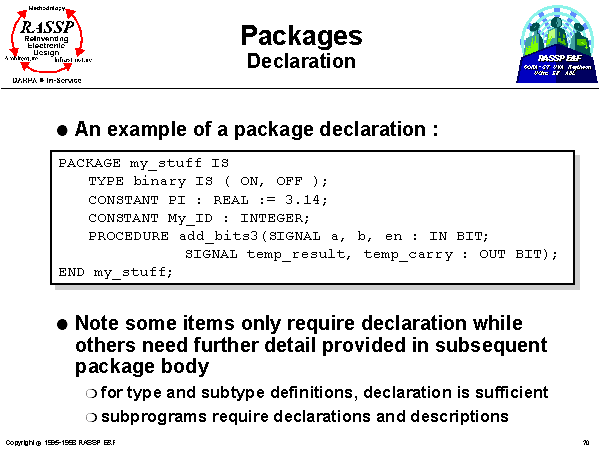 Methodology
RASSP
Reinventing
Electronic
Design
Architecture Infrastructure
DARPA • Tri-Service
Packages
Declaration
RASSP E&F
SCRA • GT • UVA • Raytheon
UCinc • EIT • ADL
● An example of a package declaration :
PACKAGE my_stuff IS
TYPE binary IS ( ON, OFF );
CONSTANT PI : REAL := 3.14;
CONSTANT My_ID : INTEGER;
PROCEDURE add_bits3(SIGNAL a, b, en : IN BIT;
SIGNAL temp_result, temp_carry : OUT BIT);
END my_stuff;
● Note some items only require declaration while
others need further detail provided in subsequent
package body
❍ for type and subtype definitions, declaration is sufficient
❍ subprograms require declarations and descriptions
Copyright © 1995-1998 RASSP E&F
70